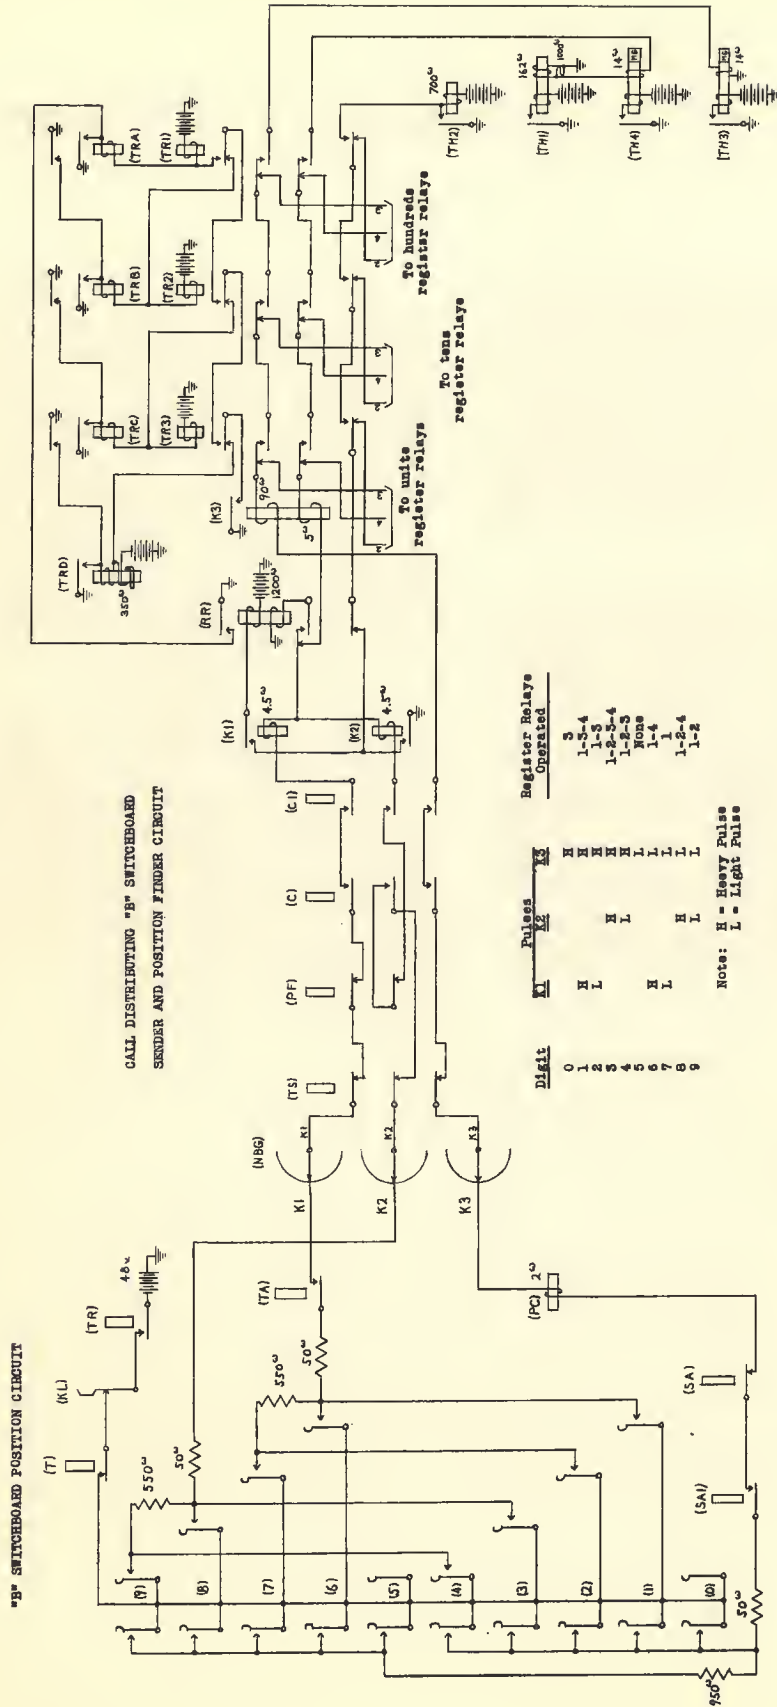 "B" SWITCHBOARD POSITION CIRCUIT
CALL DISTRIBUTING "B" SWITCHBOARD
SENDER AND POSITION FINDER CIRCUIT
(T)
(KL)
(TR)
48v.
550ω
50ω
550ω
50ω
(TA)
(9)
(8)
(7)
(6)
(5)
(4)
(3)
(2)
(1)
(0)
950ω
50ω
(SA1)
(SA)
(PC)
2ω
K1
K2
K3
(NBG)
K1
K2
K3
(TS)
(PF)
(C)
(C1)
(K1)
4.5ω
(K2)
4.5ω
(RR)
1200ω
(TRD)
350ω
(K3)
90ω
5ω
(TRC)
(TR3)
(TRB)
(TR2)
(TRA)
(TR1)
To units
register relays
To tens
register relays
To hundreds
register relays
(TH2)
700ω
(TH1)
162ω
1000ω
(TH4)
14ω
(TH3)
14ω
Pulses Register Relays
Digit K1 K2 K3 Operated
0 H 3
1 H H 1-3-4
2 L H 1-3
3 H H 1-2-3-4
4 L H 1-2-3
5 L None
6 H L 1-4
7 L L 1
8 H L 1-2-4
9 L L 1-2
Note: H = Heavy Pulse
L = Light Pulse